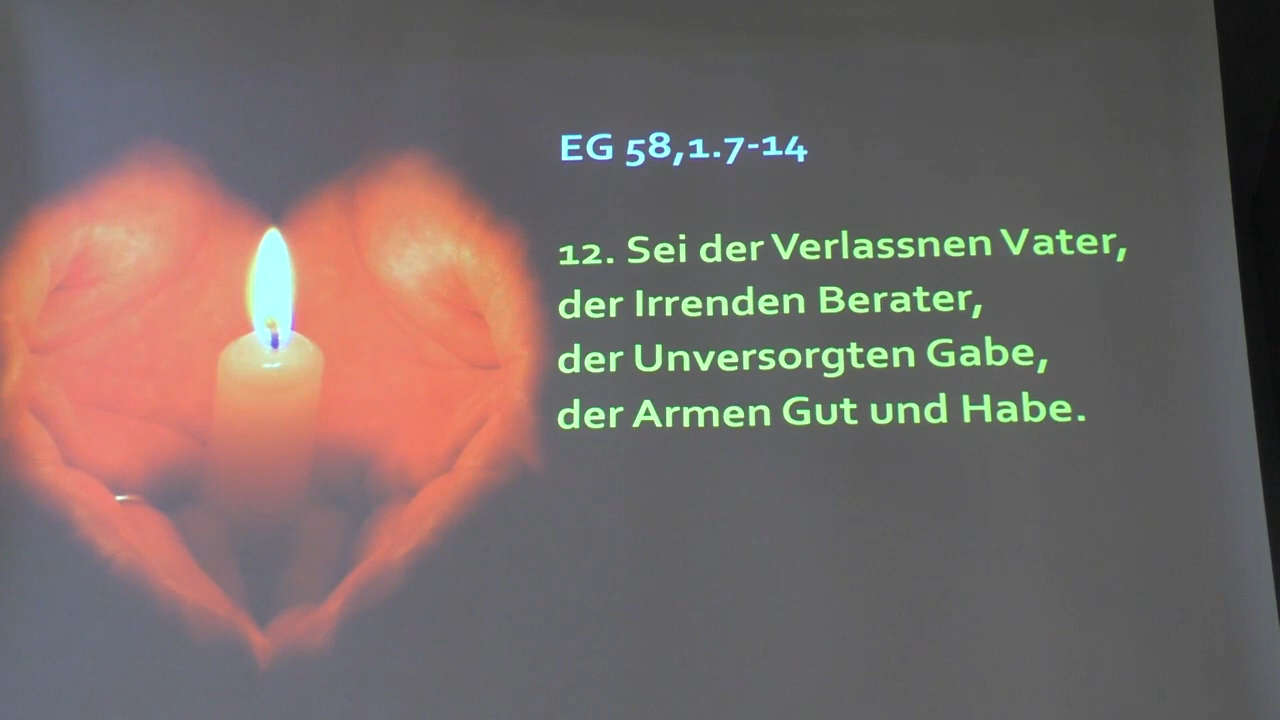 EG 58,1.7-14
12. Sei der Verlassnen Vater,
der Irrenden Berater,
der Unversorgten Gabe,
der Armen Gut und Habe.